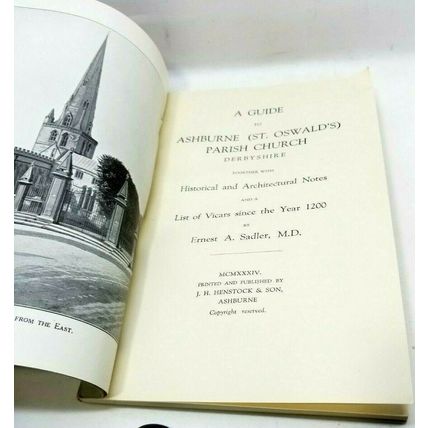 FROM THE EAST.
A GUIDE
TO
ASHBURNE (ST. OSWALD'S)
PARISH CHURCH
DERBYSHIRE
TOGETHER WITH
Historical and Architectural Notes
AND A
List of Vicars since the Year 1200
BY
Ernest A. Sadler, M.D.
MCMXXXIV.
PRINTED AND PUBLISHED BY
J. H. HENSTOCK & SON,
ASHBURNE
Copyright reserved.